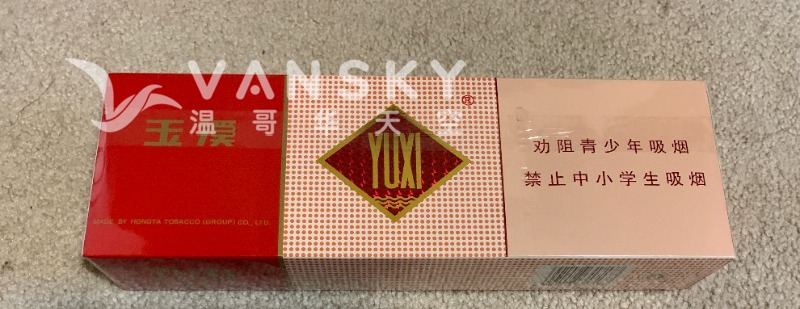 VANSKY
温哥华天空
玉溪
MADE BY HONGTA TOBACCO (GROUP) CO., LTD.
®
YUXI
劝阻青少年吸烟
禁止中小学生吸烟